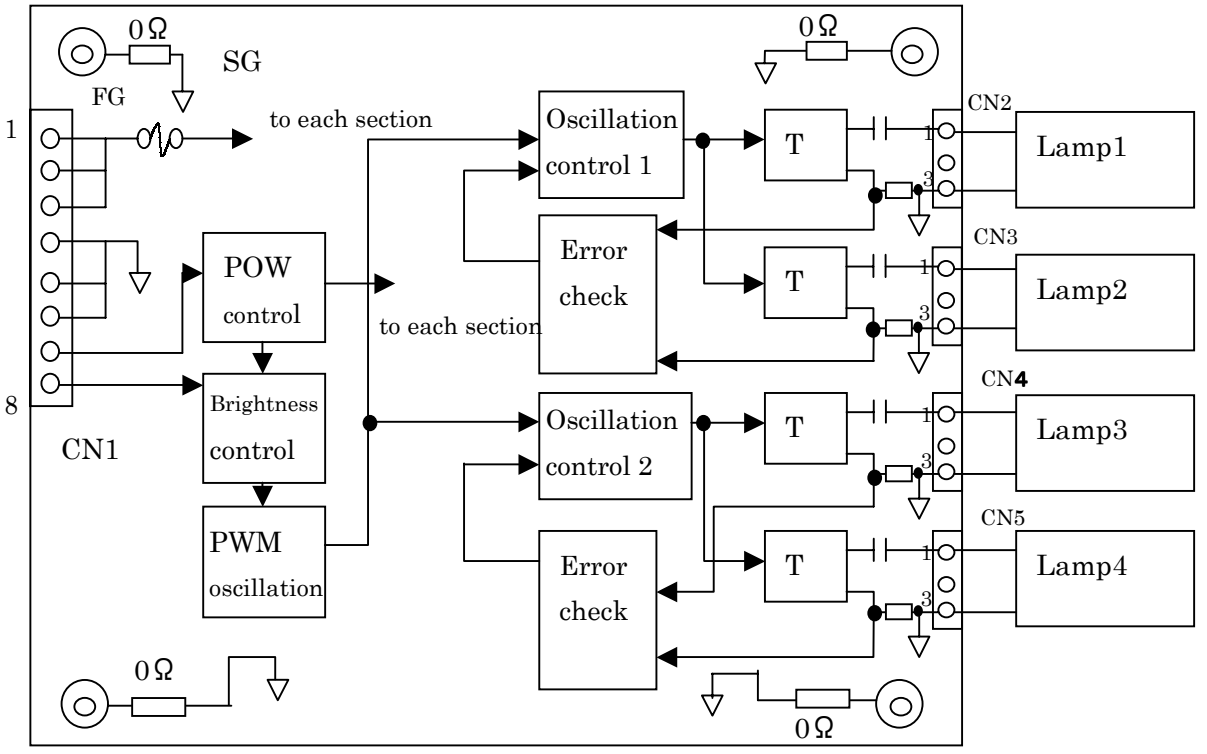 0Ω
0Ω
SG
FG
CN2
1
to each section
Oscillation
control 1
T
1
3
Lamp1
CN3
Error
check
POW
control
T
1
3
Lamp2
to each section
CN4
8
Brightness
control
Oscillation
control 2
T
1
3
Lamp3
CN1
CN5
PWM
oscillation
Error
check
T
1
3
Lamp4
0Ω
0Ω